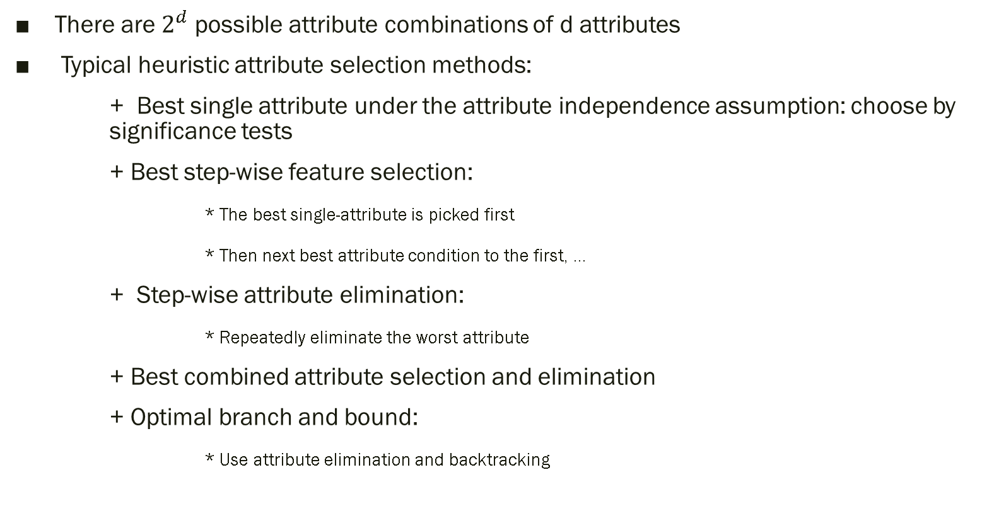 ■ There are 2^d possible attribute combinations of d attributes
■ Typical heuristic attribute selection methods:
+ Best single attribute under the attribute independence assumption: choose by
significance tests
+ Best step-wise feature selection:
* The best single-attribute is picked first
* Then next best attribute condition to the first, ...
+ Step-wise attribute elimination:
* Repeatedly eliminate the worst attribute
+ Best combined attribute selection and elimination
+ Optimal branch and bound:
* Use attribute elimination and backtracking